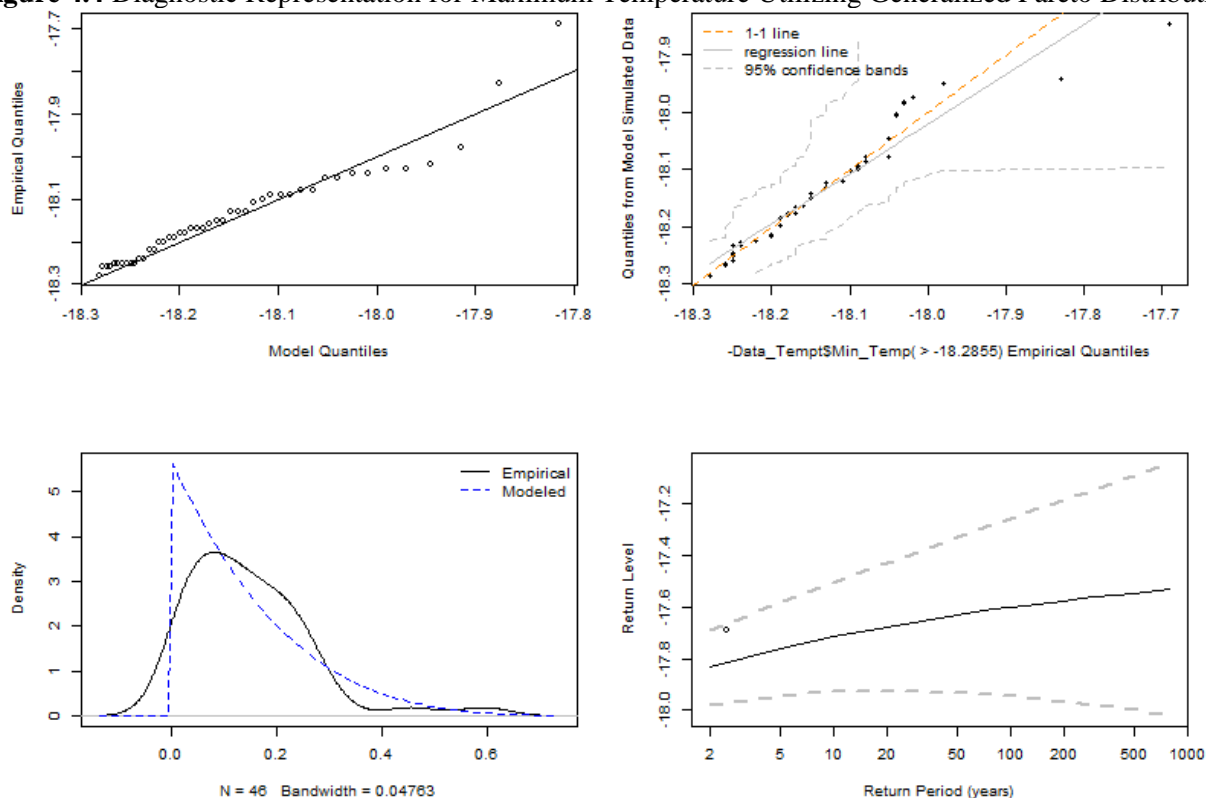 igure 4.4 Diagnostic Representation for Maximum Temperature Utilizing Generalized Pareto Distributi
Empirical Quantiles
-17.7
-17.9
-18.1
-18.3
-18.3 -18.2 -18.1 -18.0 -17.9 -17.8
Model Quantiles
1-1 line
regression line
95% confidence bands
Quantiles from Model Simulated Data
-17.9
-18.0
-18.1
-18.2
-18.3
-18.3 -18.2 -18.1 -18.0 -17.9 -17.8 -17.7
-Data_Tempt$Min_Temp( > -18.2855) Empirical Quantiles
Empirical
Modeled
Density
5
4
3
2
1
0
0.0 0.2 0.4 0.6
N = 46 Bandwidth = 0.04763
Return Level
-17.2
-17.4
-17.6
-17.8
-18.0
2 5 10 20 50 100 200 500 1000
Return Period (years)